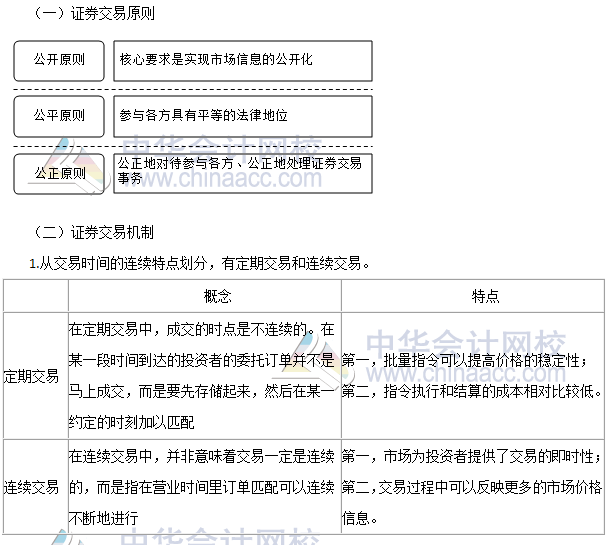 （一）证券交易原则
公开原则
核心要求是实现市场信息的公开化
公平原则
参与各方具有平等的法律地位
公正原则
公正地对待参与各方、公正地处理证券交易
事务
中华会计网校
www.chinaacc.com
（二）证券交易机制
1.从交易时间的连续特点划分，有定期交易和连续交易。
概念
特点
定期交易
在定期交易中，成交的时点是不连续的。在
某一段时间到达的投资者的委托订单并不是
马上成交，而是要先存储起来，然后在某一
约定的时刻加以匹配
第一，批量指令可以提高价格的稳定性；
第二，指令执行和结算的成本相对比较低。
中华会计网校
www.chinaacc.com
连续交易
在连续交易中，并非意味着交易一定是连续
的，而是指在营业时间里订单匹配可以连续
不断地进行
第一，市场为投资者提供了交易的即时性；
第二，交易过程中可以反映更多的市场价格
信息。
中华会计网校